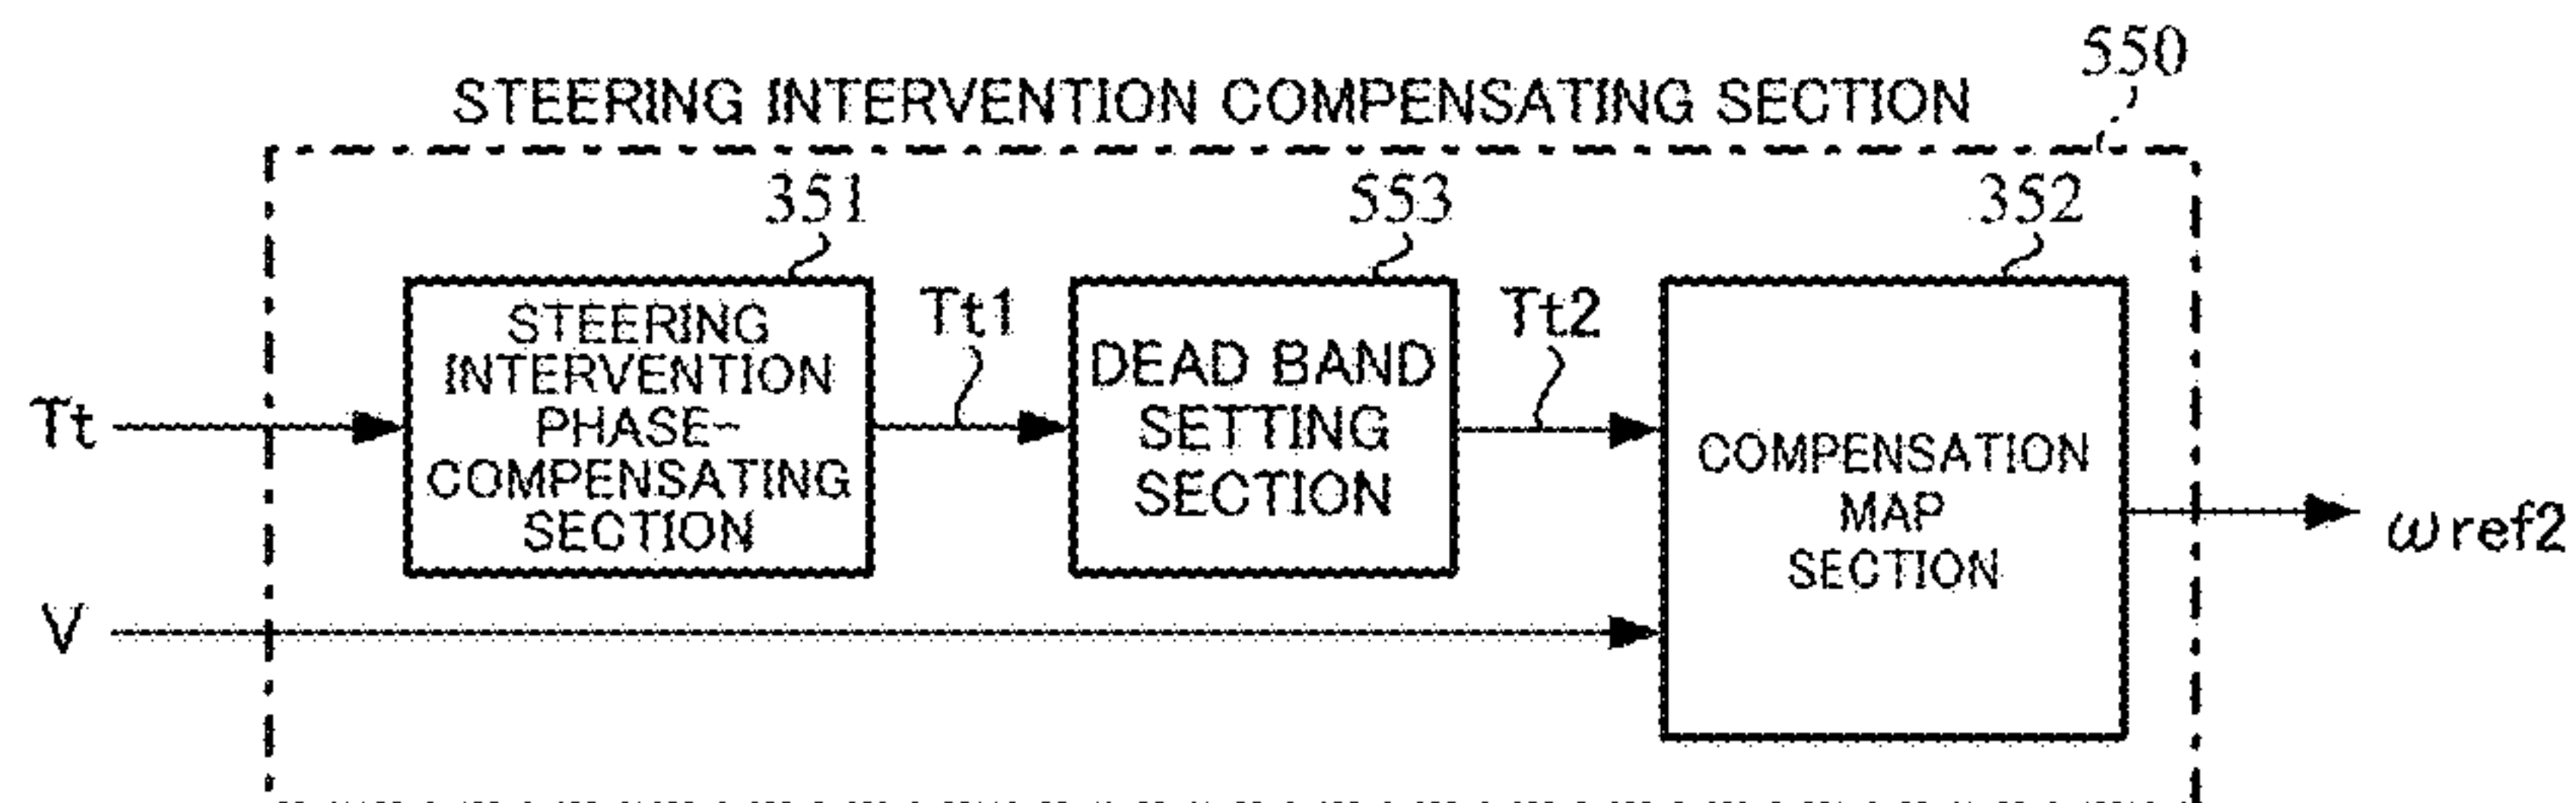 550
STEERING INTERVENTION COMPENSATING SECTION
351
553
352
STEERING
INTERVENTION
PHASE-
COMPENSATING
SECTION
Tt1
DEAD BAND
SETTING
SECTION
Tt2
COMPENSATION
MAP
SECTION
Tt
V
ωref2